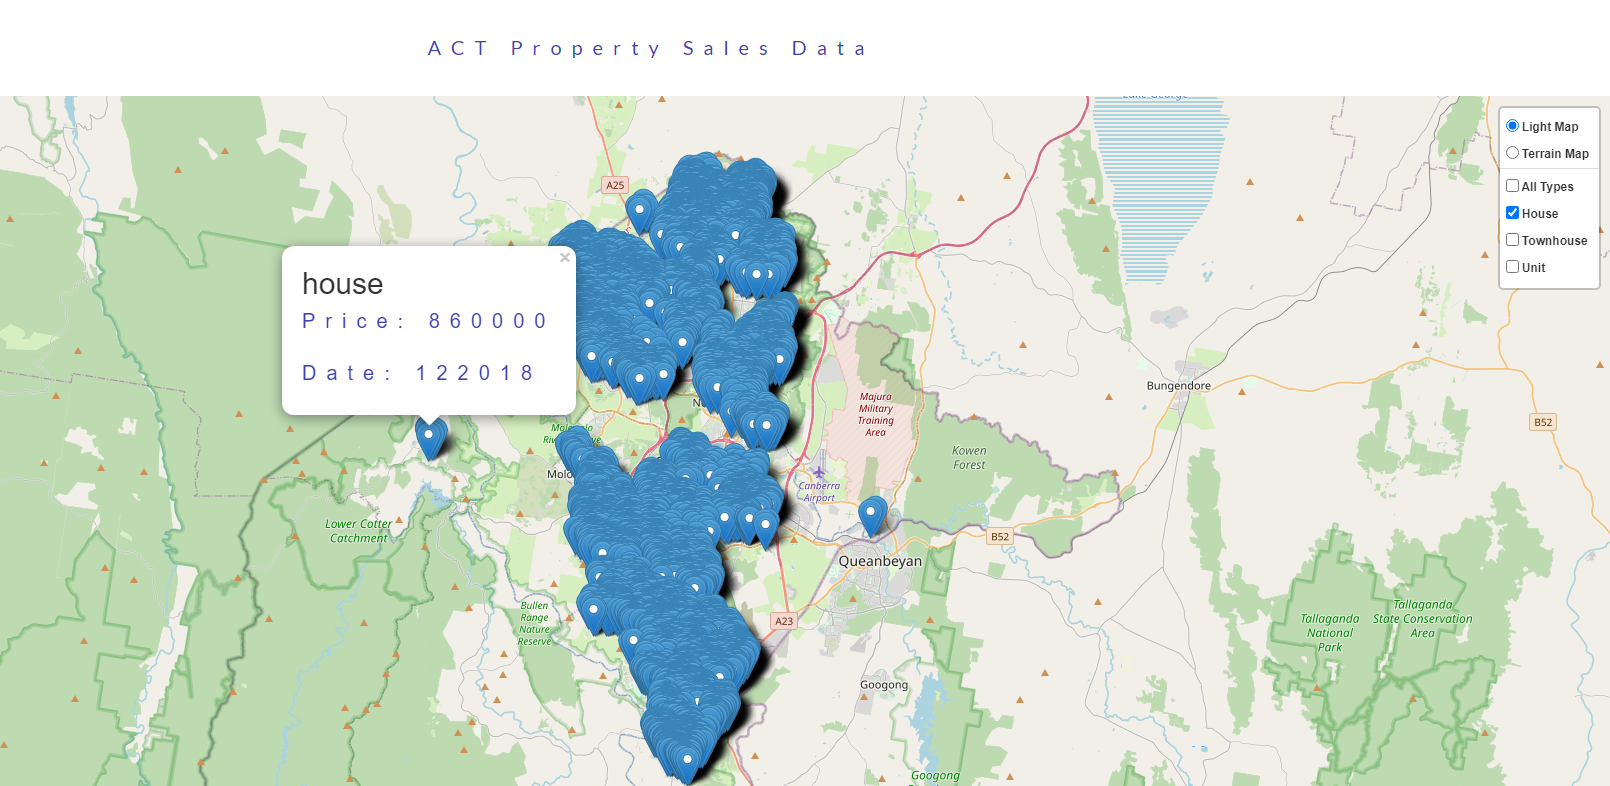 ACT Property Sales Data
Light Map
Terrain Map
All Types
House
Townhouse
Unit
A25
×
house
Price: 860000
Date: 122018
Bungendore
Majura
Military
Training
Area
B52
Kowen
Forest
Canberra
Airport
Lower Cotter
Catchment
B52
Queanbeyan
Bullen
Range
Nature
Reserve
A23
Tallaganda
National
Park
Tallaganda
State Conservation
Area
Googong
Googong